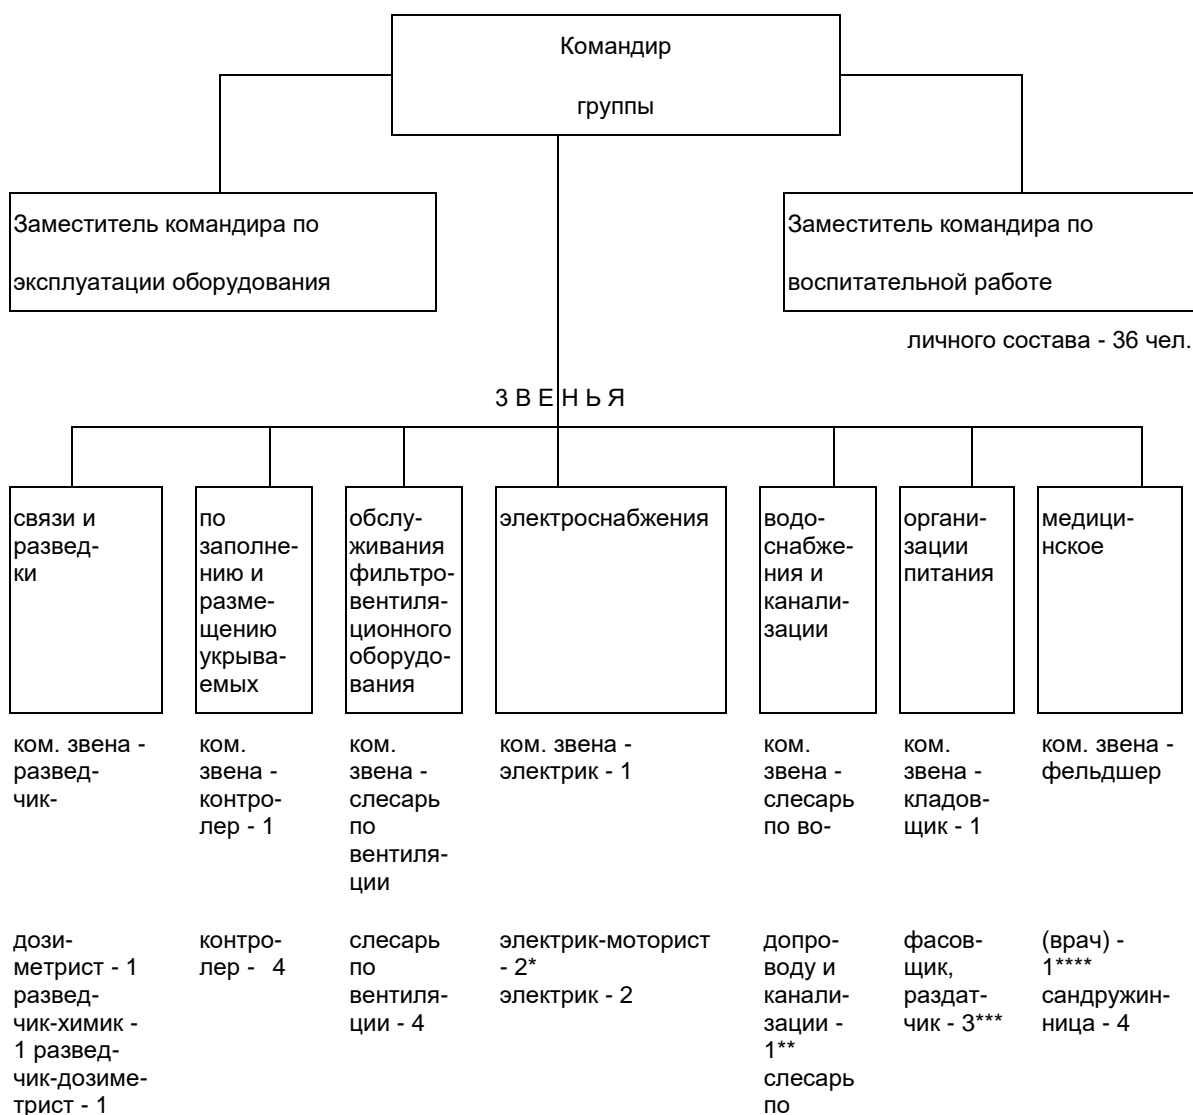 Командир
группы
Заместитель командира по
эксплуатации оборудования
Заместитель командира по
воспитательной работе
личного состава - 36 чел.
З В Е Н Ь Я
связи и
развед-
ки
по
заполне-
нию и
разме-
щению
укрыва-
емых
обслу-
живания
фильтро-
вентиля-
ционного
оборудо-
вания
электроснабжения
водо-
снабже-
ния и
канали-
зации
органи-
зации
питания
медици-
нское
ком. звена -
развед-
чик-
ком.
звена -
контро-
лер - 1
ком.
звена -
слесарь
по
вентиля-
ции
ком. звена -
электрик - 1
ком.
звена -
слесарь
по во-
ком.
звена -
кладов-
щик - 1
ком. звена -
фельдшер
дози-
метрист - 1
развед-
чик-химик -
1 развед-
чик-дозиме-
трист - 1
контро-
лер - 4
слесарь
по
вентиля-
ции - 4
электрик-моторист
- 2*
электрик - 2
допро-
воду и
канали-
зации -
1**
слесарь
по
фасов-
щик,
раздат-
чик - 3***
(врач) -
1****
сандружин-
ница - 4